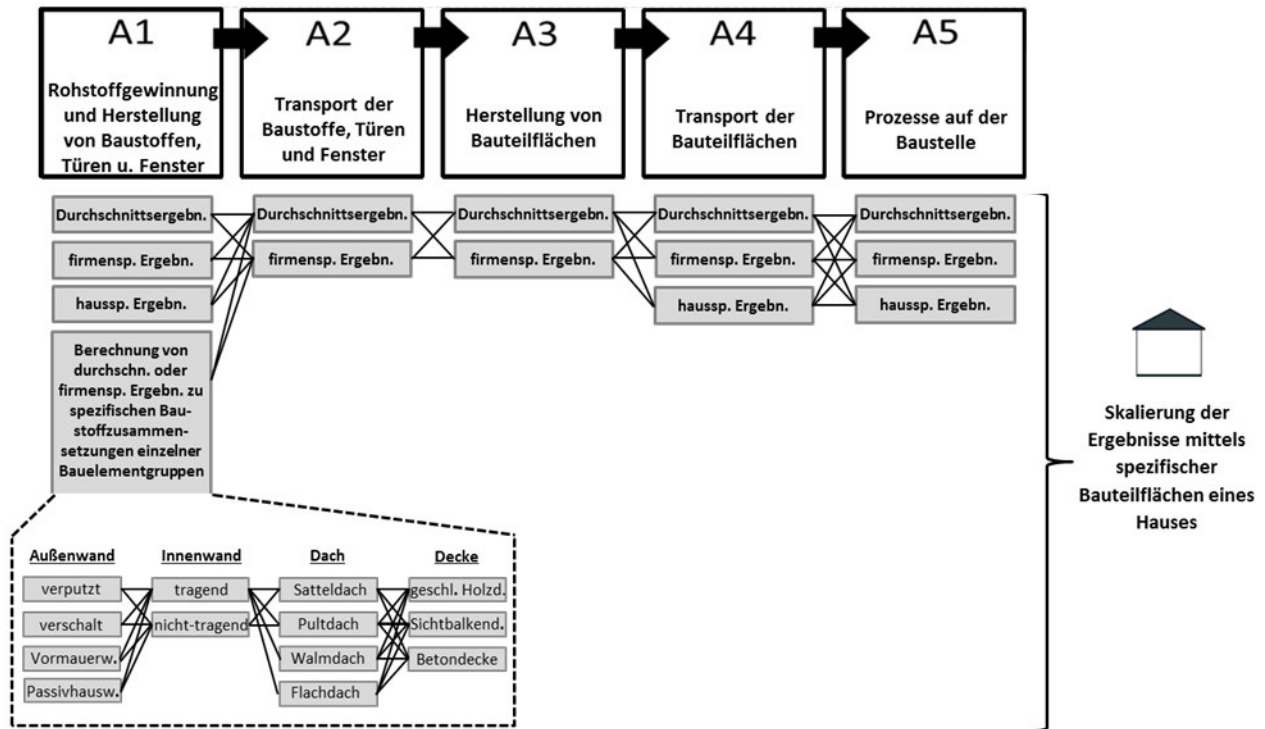 A1
A2
A3
A4
A5
Rohstoffgewinnung
und Herstellung
von Baustoffen,
Türen u. Fenster
Transport der
Baustoffe, Türen
und Fenster
Herstellung von
Bauteilflächen
Transport der
Bauteilflächen
Prozesse auf der
Baustelle
Durchschnittsergebn.
Durchschnittsergebn.
Durchschnittsergebn.
Durchschnittsergebn.
Durchschnittsergebn.
firmensp. Ergebn.
firmensp. Ergebn.
firmensp. Ergebn.
firmensp. Ergebn.
firmensp. Ergebn.
haussp. Ergebn.
haussp. Ergebn.
haussp. Ergebn.
Berechnung von
durchschn. oder
firmensp. Ergebn. zu
spezifischen Bau-
stoffzusammen-
setzungen einzelner
Bauelementgruppen
Skalierung der
Ergebnisse mittels
spezifischer
Bauteilflächen eines
Hauses
Außenwand
verputzt
verschalt
Vormauerw.
Passivhausw.
Innenwand
tragend
nicht-tragend
Dach
Satteldach
Pultdach
Walmdach
Flachdach
Decke
geschl. Holzd.
Sichtbalkend.
Betondecke